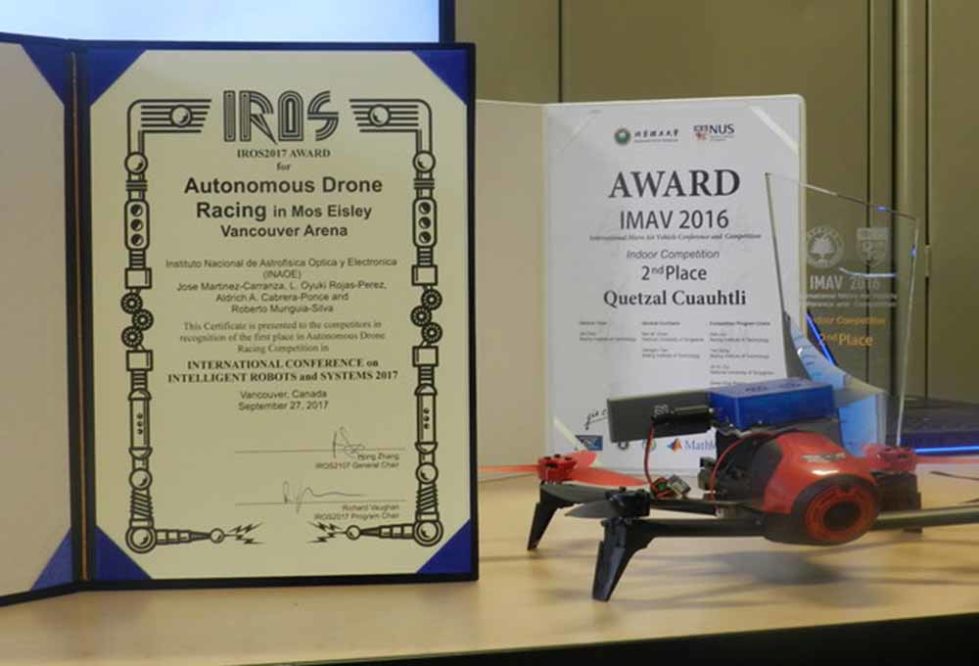 IROS
IROS2017 AWARD
for
Autonomous Drone
Racing in Mos Eisley
Vancouver Arena
Instituto Nacional de Astrofisica Optica y Electronica
(INAOE)
Jose Martinez-Carranza, L. Oyuki Rojas-Perez,
Aldrich A. Cabrera-Ponce and
Roberto Munguia-Silva
This Certificate is presented to the competitors in
recognition of the first place in Autonomous Drone
Racing Competition in
INTERNATIONAL CONFERENCE on
INTELLIGENT ROBOTS and SYSTEMS 2017
Vancouver, Canada
September 27, 2017
Hong Zhang
IROS2107 General Chair
Richard Vaughan
IROS2017 Program Chair
NUS
AWARD
IMAV 2016
International Micro Air Vehicle Conference and Competition
Indoor Competition
2nd Place
Quetzal Cuauhtli
IMAV 2016
Indoor Competition
2nd Place